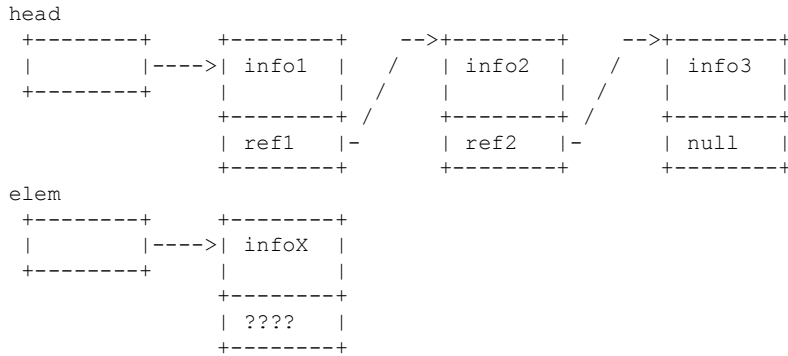 head
info1 info2 info3
ref1 ref2 null
elem
infoX
????